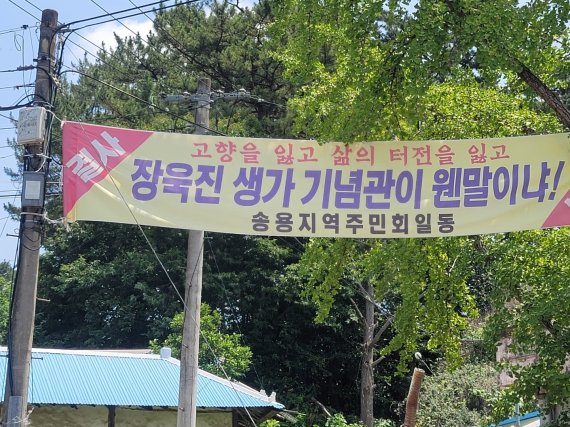 결사
고향을 잃고 삶의 터전을 잃고
장욱진 생가 기념관이 웬말이냐!
송용지역주민회일동